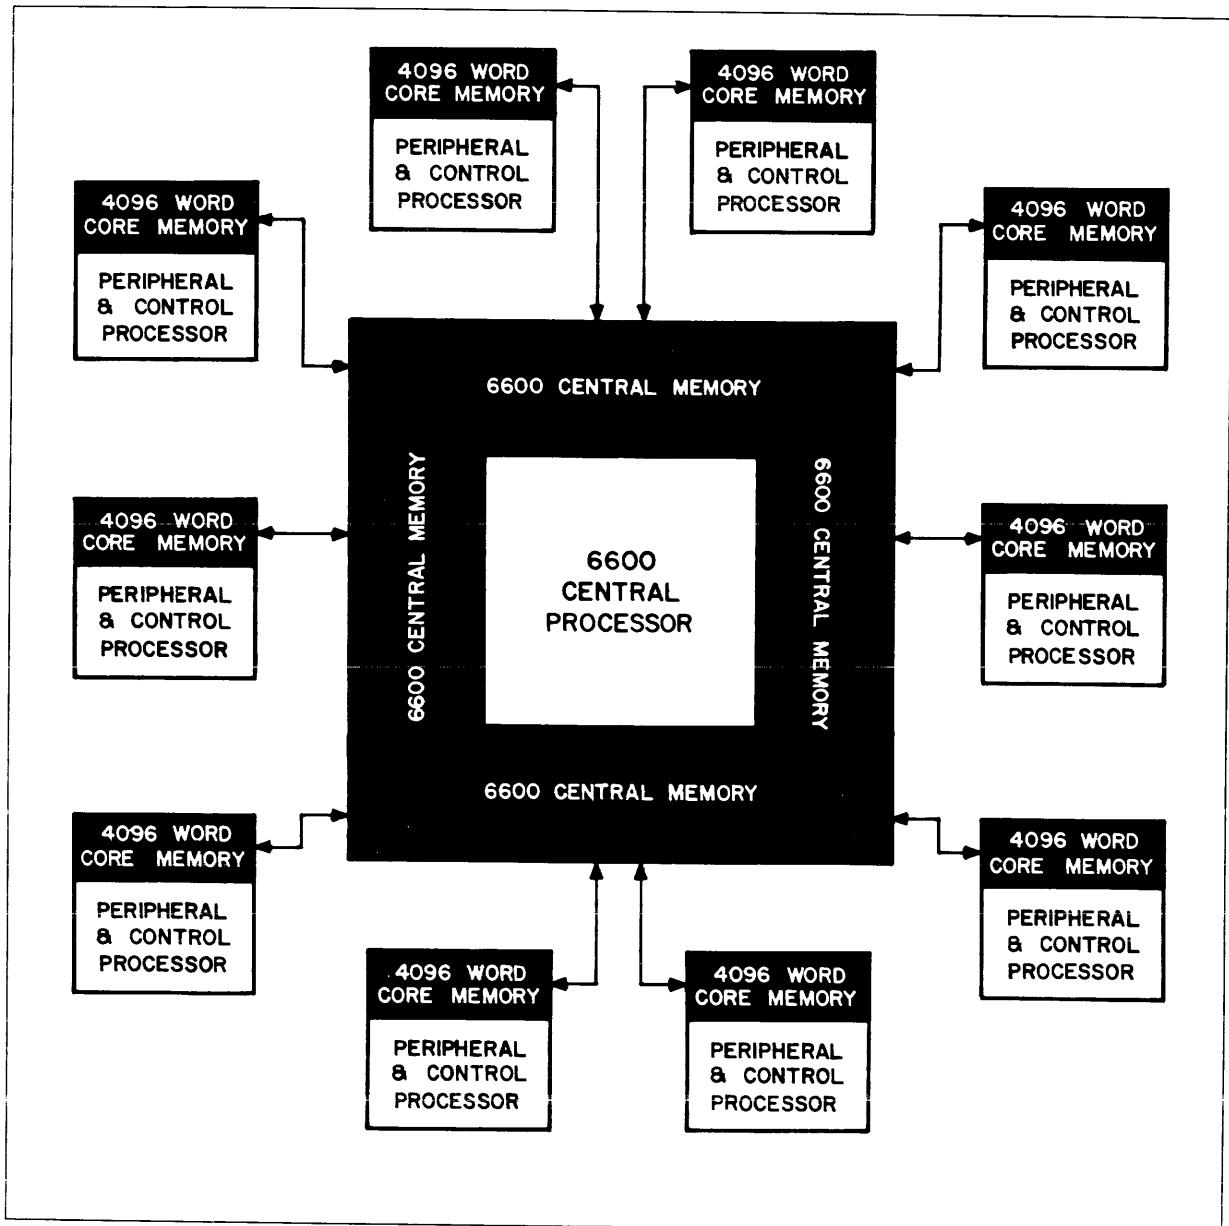 4096 WORD
CORE MEMORY
PERIPHERAL
& CONTROL
PROCESSOR
4096 WORD
CORE MEMORY
PERIPHERAL
& CONTROL
PROCESSOR
4096 WORD
CORE MEMORY
PERIPHERAL
& CONTROL
PROCESSOR
4096 WORD
CORE MEMORY
PERIPHERAL
& CONTROL
PROCESSOR
6600 CENTRAL MEMORY
4096 WORD
CORE MEMORY
PERIPHERAL
& CONTROL
PROCESSOR
6600 CENTRAL MEMORY
6600
CENTRAL
PROCESSOR
6600 CENTRAL MEMORY
4096 WORD
CORE MEMORY
PERIPHERAL
& CONTROL
PROCESSOR
6600 CENTRAL MEMORY
4096 WORD
CORE MEMORY
PERIPHERAL
& CONTROL
PROCESSOR
4096 WORD
CORE MEMORY
PERIPHERAL
& CONTROL
PROCESSOR
4096 WORD
CORE MEMORY
PERIPHERAL
& CONTROL
PROCESSOR
4096 WORD
CORE MEMORY
PERIPHERAL
& CONTROL
PROCESSOR